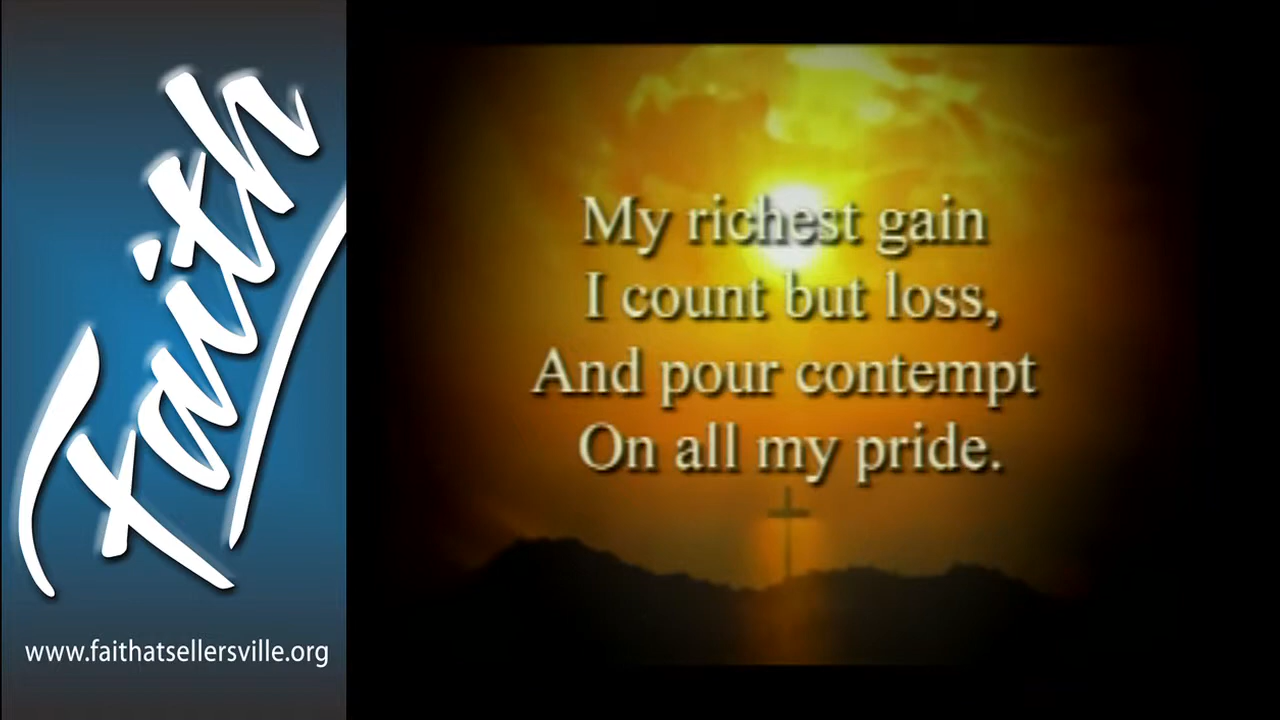 Faith
www.faithatsellersville.org
My richest gain
I count but loss,
And pour contempt
On all my pride.